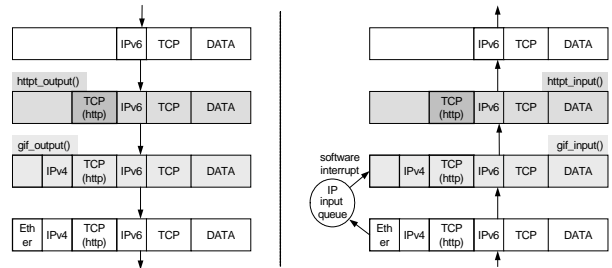 IPv6 TCP DATA
httpt_output()
TCP (http) IPv6 TCP DATA
gif_output()
IPv4 TCP (http) IPv6 TCP DATA
Eth er IPv4 TCP (http) IPv6 TCP DATA
IPv6 TCP DATA
httpt_input()
TCP (http) IPv6 TCP DATA
gif_input()
software
interrupt
IPv4 TCP (http) IPv6 TCP DATA
IP
input
queue
Eth er IPv4 TCP (http) IPv6 TCP DATA